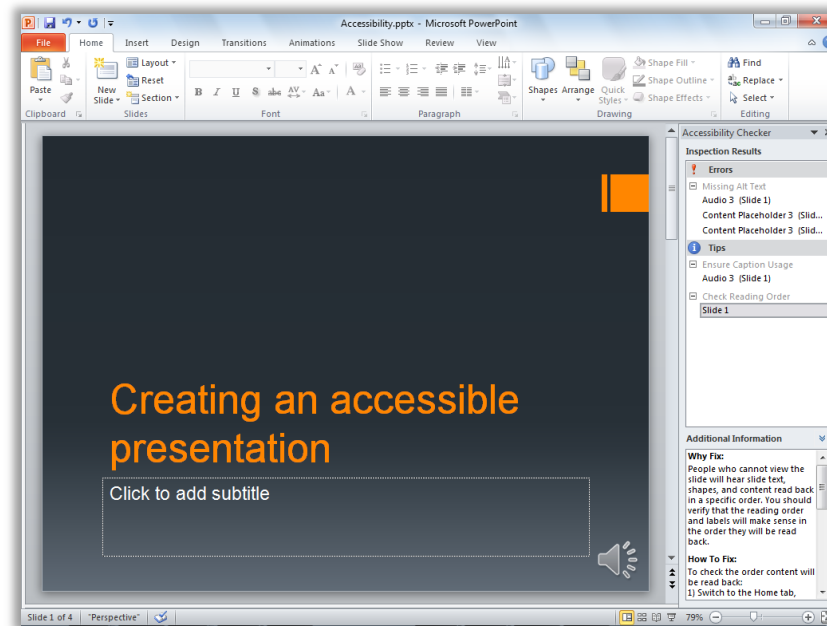 Accessibility.pptx - Microsoft PowerPoint
File Home Insert Design Transitions Animations Slide Show Review View
Paste
Clipboard
New Slide
Layout
Reset
Section
Slides
B I U S abc AV Aa A
Font
Paragraph
Shapes Arrange Quick Styles
Shape Fill
Shape Outline
Shape Effects
Drawing
Find
Replace
Select
Editing
Creating an accessible
presentation
Click to add subtitle
Accessibility Checker
Inspection Results
Errors
Missing Alt Text
Audio 3 (Slide 1)
Content Placeholder 3 (Slid...
Content Placeholder 3 (Slid...
Tips
Ensure Caption Usage
Audio 3 (Slide 1)
Check Reading Order
Slide 1
Additional Information
Why Fix:
People who cannot view the
slide will hear slide text,
shapes, and content read back
in a specific order. You should
verify that the reading order
and labels will make sense in
the order they will be read
back.
How To Fix:
To check the order content will
be read back:
1) Switch to the Home tab,
Slide 1 of 4 "Perspective" 79%